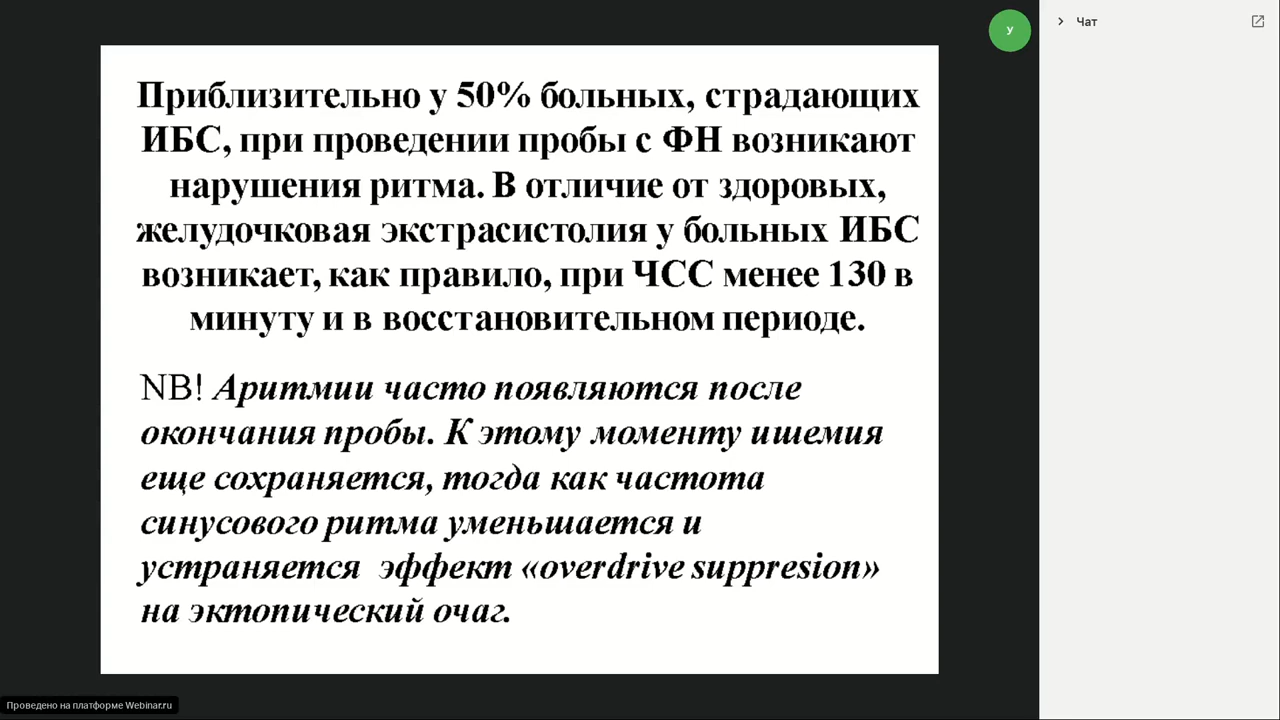 У
Чат
Приблизительно у 50% больных, страдающих
ИБС, при проведении пробы с ФН возникают
нарушения ритма. В отличие от здоровых,
желудочковая экстрасистолия у больных ИБС
возникает, как правило, при ЧСС менее 130 в
минуту и в восстановительном периоде.
NB! Аритмии часто появляются после
окончания пробы. К этому моменту ишемия
еще сохраняется, тогда как частота
синусового ритма уменьшается и
устраняется эффект «overdrive suppresion»
на эктопический очаг.
Проведено на платформе Webinar.ru